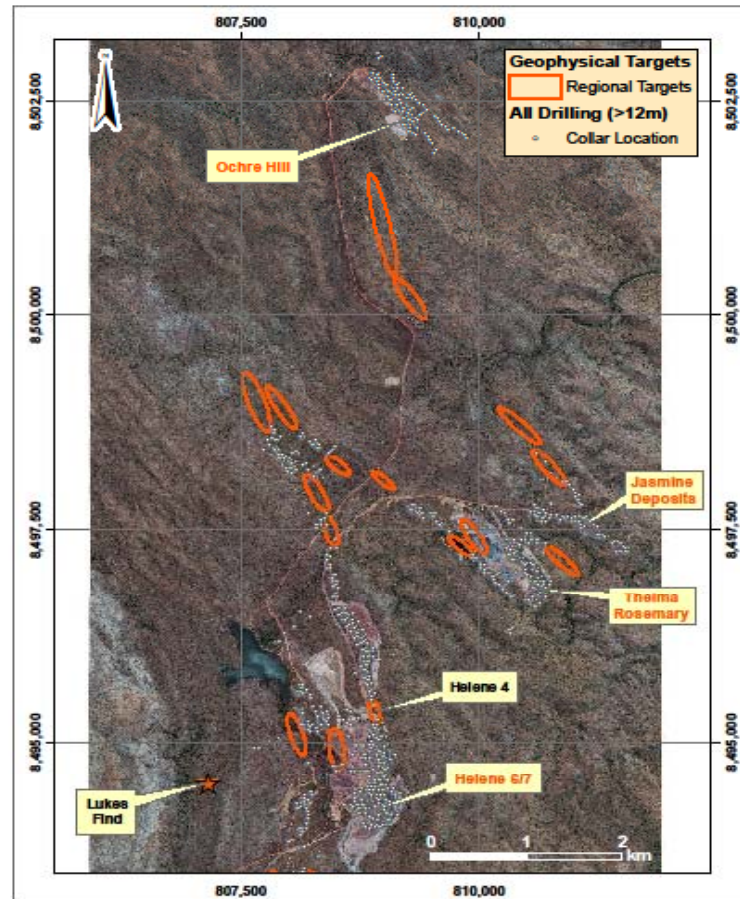 807,500
810,000
Geophysical Targets
Regional Targets
All Drilling (>12m)
Collar Location
8,502,500
8,502,500
Ochre Hill
8,500,000
8,500,000
Jasmine
Deposits
8,497,500
8,497,500
Thelma
Rosemary
Helene 4
8,495,000
8,495,000
Helene 6/7
Lukes
Find
0
1
2
km
807,500
810,000